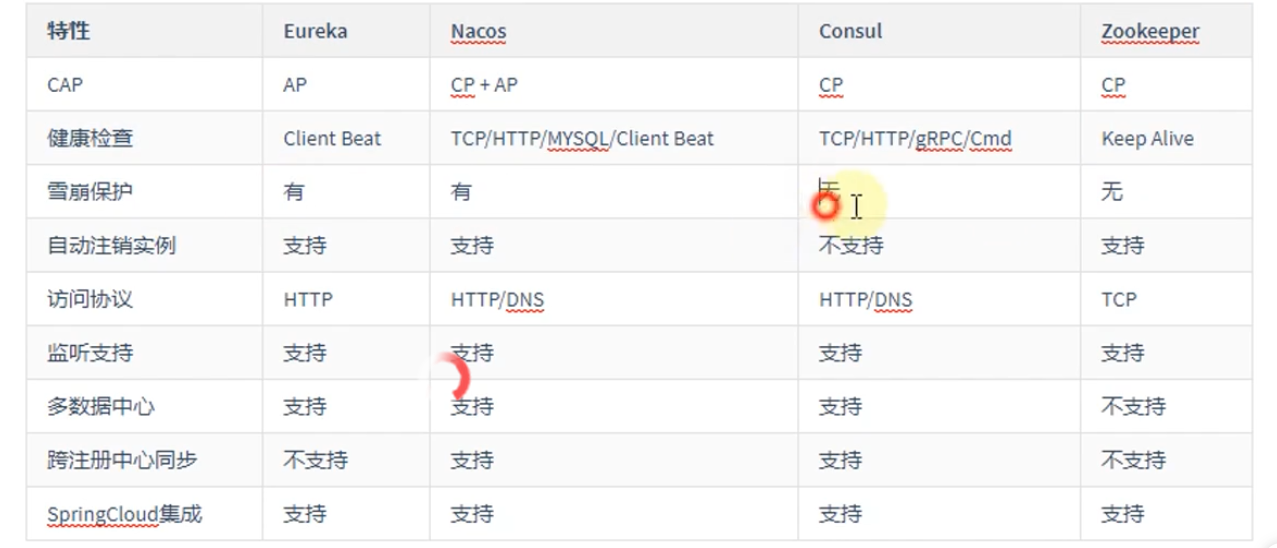 特性 Eureka Nacos Consul Zookeeper
CAP AP CP + AP CP CP
健康检查 Client Beat TCP/HTTP/MYSQL/Client Beat TCP/HTTP/gRPC/Cmd Keep Alive
雪崩保护 有 有 无 无
自动注销实例 支持 支持 不支持 支持
访问协议 HTTP HTTP/DNS HTTP/DNS TCP
监听支持 支持 支持 支持 支持
多数据中心 支持 支持 支持 不支持
跨注册中心同步 不支持 支持 支持 不支持
SpringCloud集成 支持 支持 支持 支持